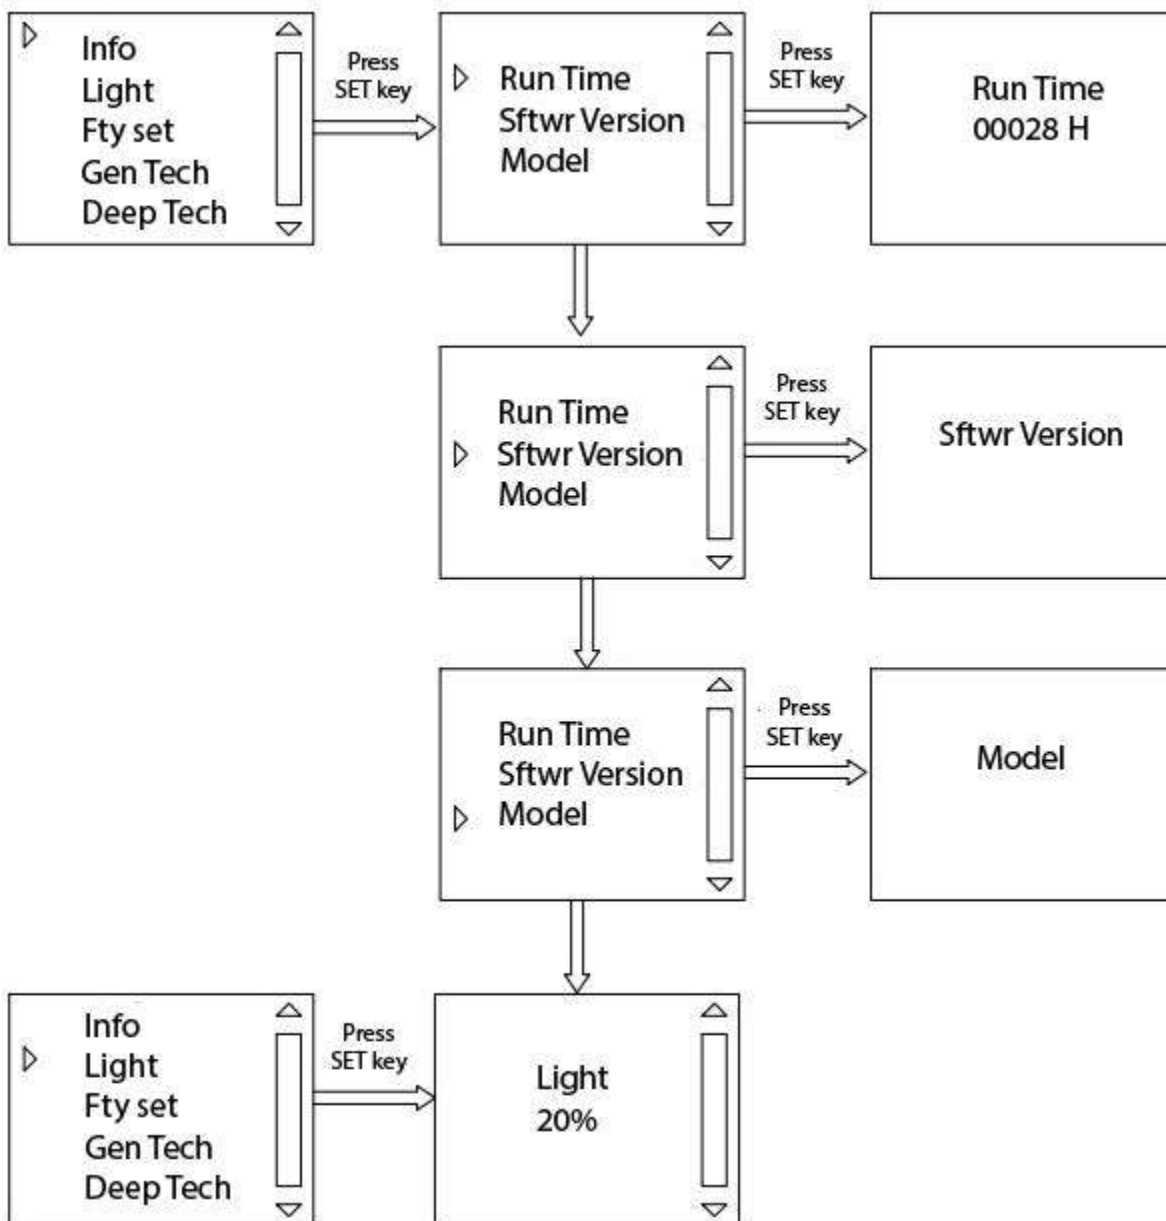 Info
Light
Fty set
Gen Tech
Deep Tech
Press
SET key
Run Time
Sftwr Version
Model
Press
SET key
Run Time
00028 H
Run Time
Sftwr Version
Model
Press
SET key
Sftwr Version
Run Time
Sftwr Version
Model
Press
SET key
Model
Info
Light
Fty set
Gen Tech
Deep Tech
Press
SET key
Light
20%